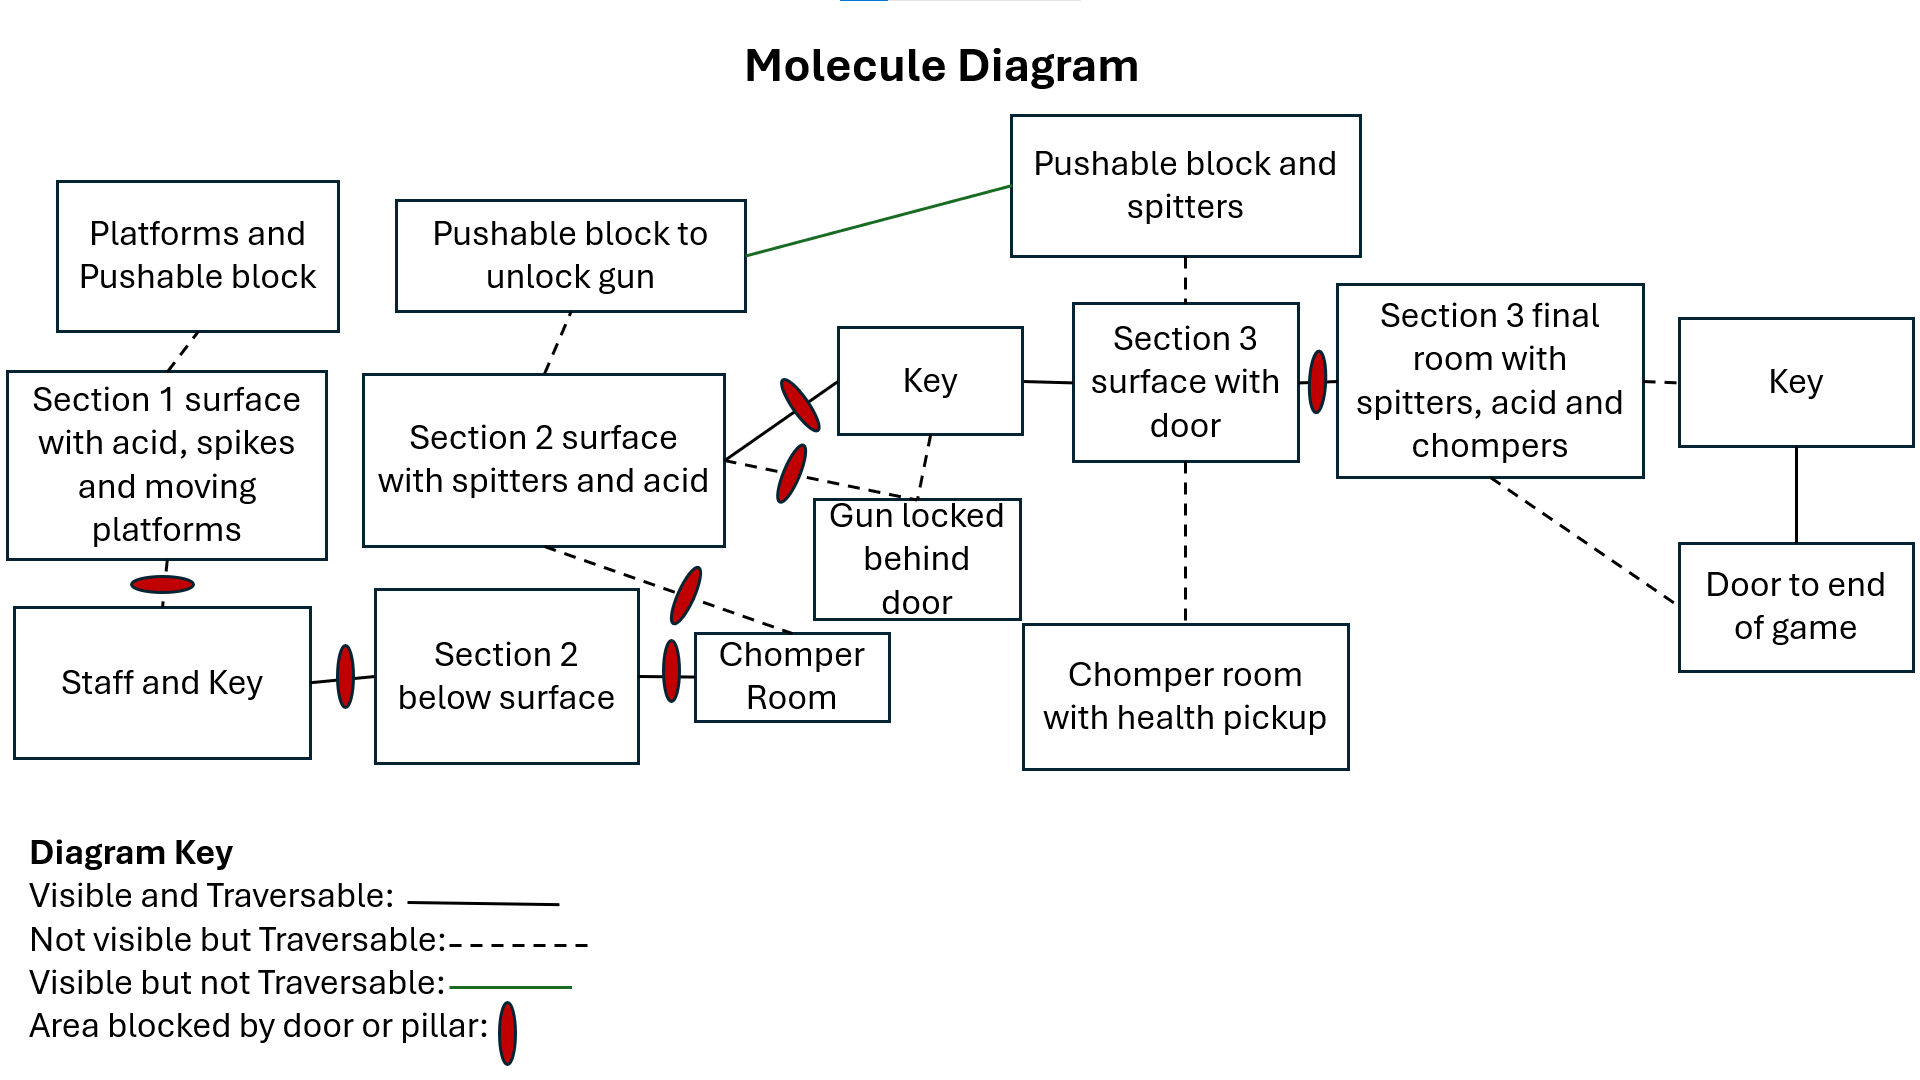 Molecule Diagram
Platforms and
Pushable block
Pushable block to
unlock gun
Pushable block and
spitters
Section 1 surface
with acid, spikes
and moving
platforms
Section 2 surface
with spitters and acid
Key
Section 3
surface with
door
Section 3 final
room with
spitters, acid and
chompers
Key
Gun locked
behind
door
Door to end
of game
Staff and Key
Section 2
below surface
Chomper
Room
Chomper room
with health pickup
Diagram Key
Visible and Traversable:
Not visible but Traversable:
Visible but not Traversable:
Area blocked by door or pillar: